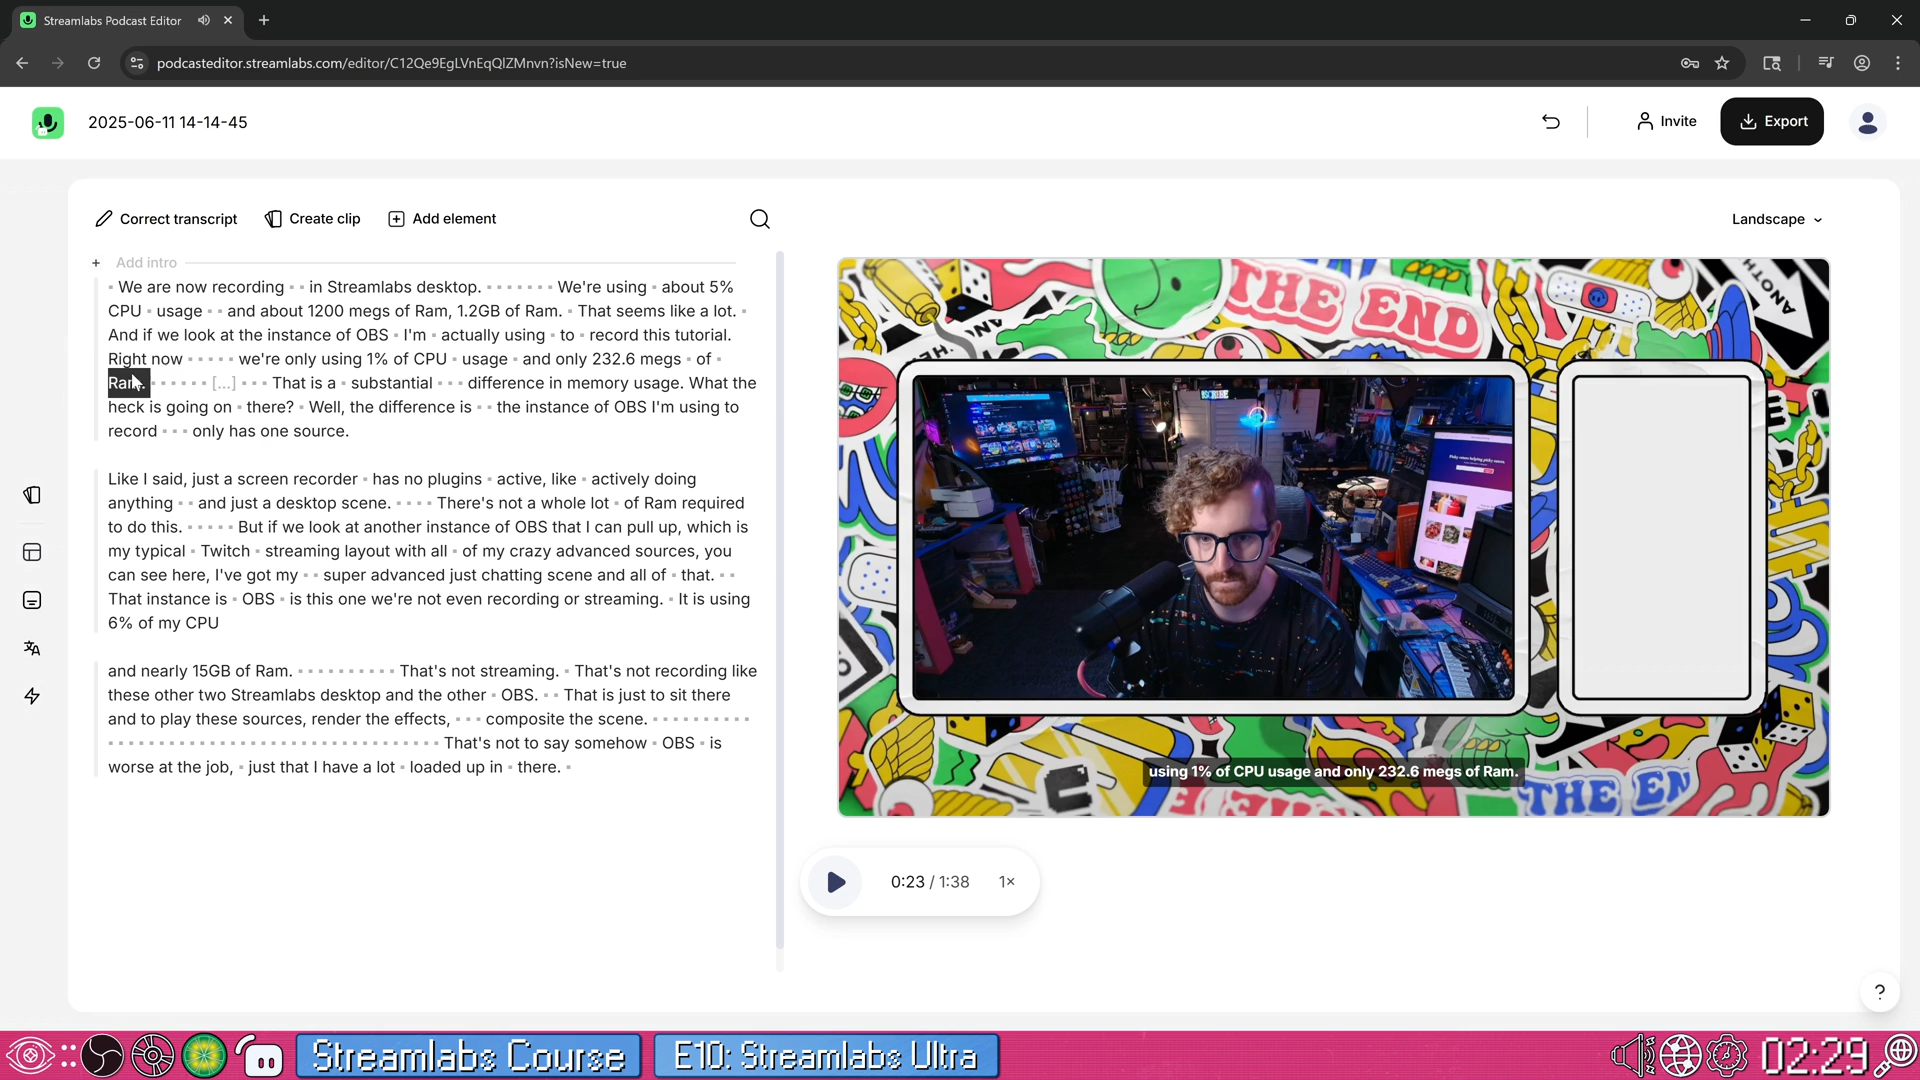 Streamlabs Podcast Editor
podcasteditor.streamlabs.com/editor/C12Qe9EgLVnEqQIZMnvn?isNew=true
2025-06-11 14-14-45
Invite
Export
Correct transcript
Create clip
Add element
Landscape
+ Add intro
We are now recording in Streamlabs desktop. We're using about 5%
CPU usage and about 1200 megs of Ram, 1.2GB of Ram. That seems like a lot.
And if we look at the instance of OBS I'm actually using to record this tutorial.
Right now we're only using 1% of CPU usage and only 232.6 megs of
Ram. [...] That is a substantial difference in memory usage. What the
heck is going on there? Well, the difference is the instance of OBS I'm using to
record only has one source.
Like I said, just a screen recorder has no plugins active, like actively doing
anything and just a desktop scene. There's not a whole lot of Ram required
to do this. But if we look at another instance of OBS that I can pull up, which is
my typical Twitch streaming layout with all of my crazy advanced sources, you
can see here, I've got my super advanced just chatting scene and all of that.
That instance is OBS is this one we're not even recording or streaming. It is using
6% of my CPU
and nearly 15GB of Ram. That's not streaming. That's not recording like
these other two Streamlabs desktop and the other OBS. That is just to sit there
and to play these sources, render the effects, composite the scene.
That's not to say somehow OBS is
worse at the job, just that I have a lot loaded up in there.
THE END
ANOTH
using 1% of CPU usage and only 232.6 megs of Ram.
THE EN
0:23 / 1:38 1×
?
Streamlabs Course
E10: Streamlabs Ultra
02:29